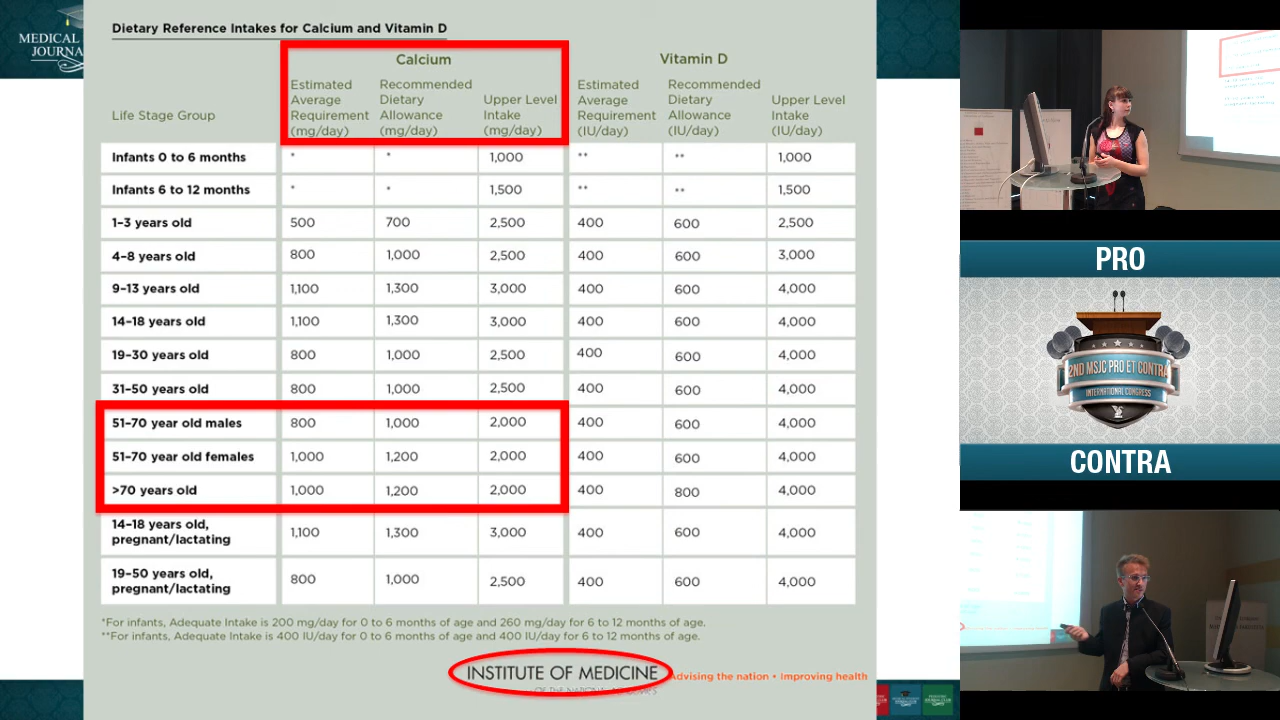 MEDICAL
JOURNA
Dietary Reference Intakes for Calcium and Vitamin D
Calcium
Vitamin D
Life Stage Group
Estimated Average Requirement (mg/day)
Recommended Dietary Allowance (mg/day)
Upper Level Intake (mg/day)
Estimated Average Requirement (IU/day)
Recommended Dietary Allowance (IU/day)
Upper Level Intake (IU/day)
Infants 0 to 6 months * * 1,000 ** ** 1,000
Infants 6 to 12 months * * 1,500 ** ** 1,500
1–3 years old 500 700 2,500 400 600 2,500
4–8 years old 800 1,000 2,500 400 600 3,000
9–13 years old 1,100 1,300 3,000 400 600 4,000
14–18 years old 1,100 1,300 3,000 400 600 4,000
19–30 years old 800 1,000 2,500 400 600 4,000
31–50 years old 800 1,000 2,500 400 600 4,000
51–70 year old males 800 1,000 2,000 400 600 4,000
51–70 year old females 1,000 1,200 2,000 400 600 4,000
>70 years old 1,000 1,200 2,000 400 800 4,000
14–18 years old,
pregnant/lactating 1,100 1,300 3,000 400 600 4,000
19–50 years old,
pregnant/lactating 800 1,000 2,500 400 600 4,000
*For infants, Adequate Intake is 200 mg/day for 0 to 6 months of age and 260 mg/day for 6 to 12 months of age.
**For infants, Adequate Intake is 400 IU/day for 0 to 6 months of age and 400 IU/day for 6 to 12 months of age.
INSTITUTE OF MEDICINE
OF THE NATIONAL ACADEMIES
Advising the nation • Improving health
PRO
2ND MSJC PRO ET CONTRA
INTERNATIONAL CONGRESS
CONTRA